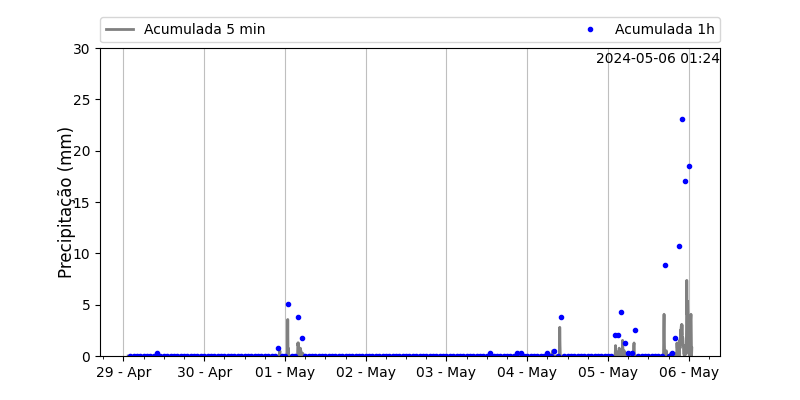 Acumulada 5 min Acumulada 1h
2024-05-06 01:24
Precipitação (mm)
30
25
20
15
10
5
0
29 - Apr 30 - Apr 01 - May 02 - May 03 - May 04 - May 05 - May 06 - May